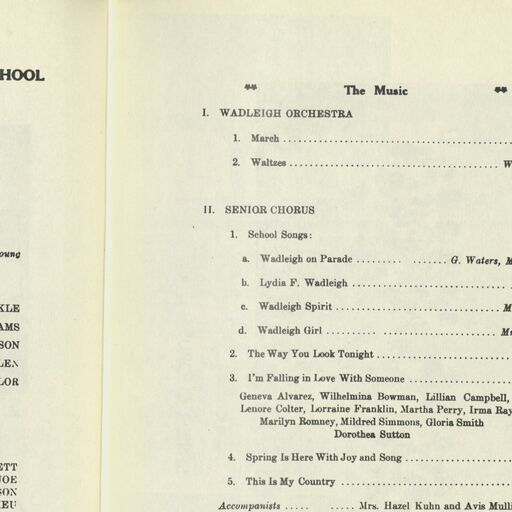 HOOL
oung
KLE
AMS
SON
LEN
LOR
ETT
JOE
SON
IEU
The Music
I. WADLEIGH ORCHESTRA
1. March
2. Waltzes ........ W
II. SENIOR CHORUS
1. School Songs:
a. Wadleigh on Parade ......... ....... G. Waters, M
b. Lydia F. Wadleigh
c. Wadleigh Spirit ........ M
d. Wadleigh Girl
2. The Way You Look Tonight
3. I'm Falling in Love With Someone
Geneva Alvarez, Wilhelmina Bowman, Lillian Campbell,
Lenore Colter, Lorraine Franklin, Martha Perry, Irma Ray
Marilyn Romney, Mildred Simmons, Gloria Smith
Dorothea Sutton
4. Spring Is Here With Joy and Song
5. This Is My Country
Accompanists ..... ..... Mrs. Hazel Kuhn and Avis Mulli